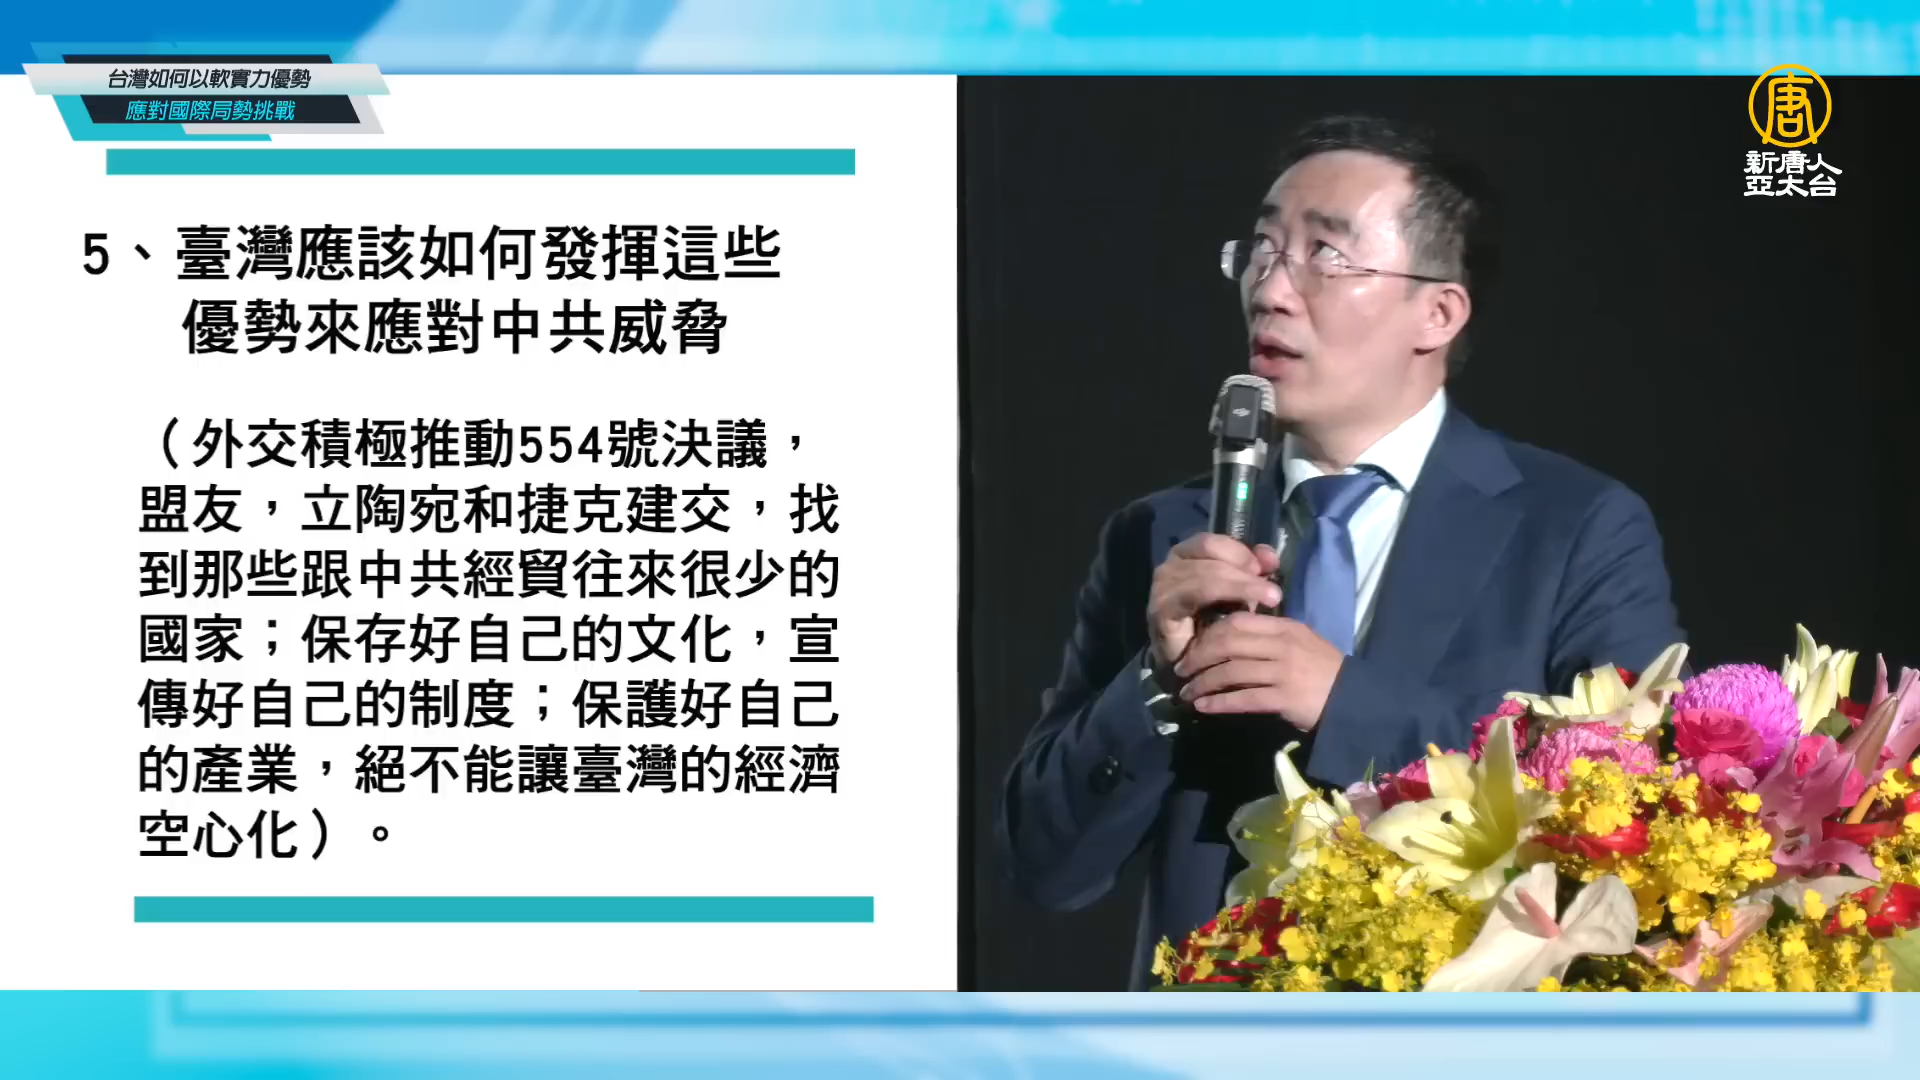 台灣如何以軟實力優勢
應對國際局勢挑戰
唐
新唐人
亞太台
5、臺灣應該如何發揮這些
優勢來應對中共威脅
（外交積極推動554號決議，
盟友，立陶宛和捷克建交，找
到那些跟中共經貿往來很少的
國家；保存好自己的文化，宣
傳好自己的制度；保護好自己
的產業，絕不能讓臺灣的經濟
空心化）。